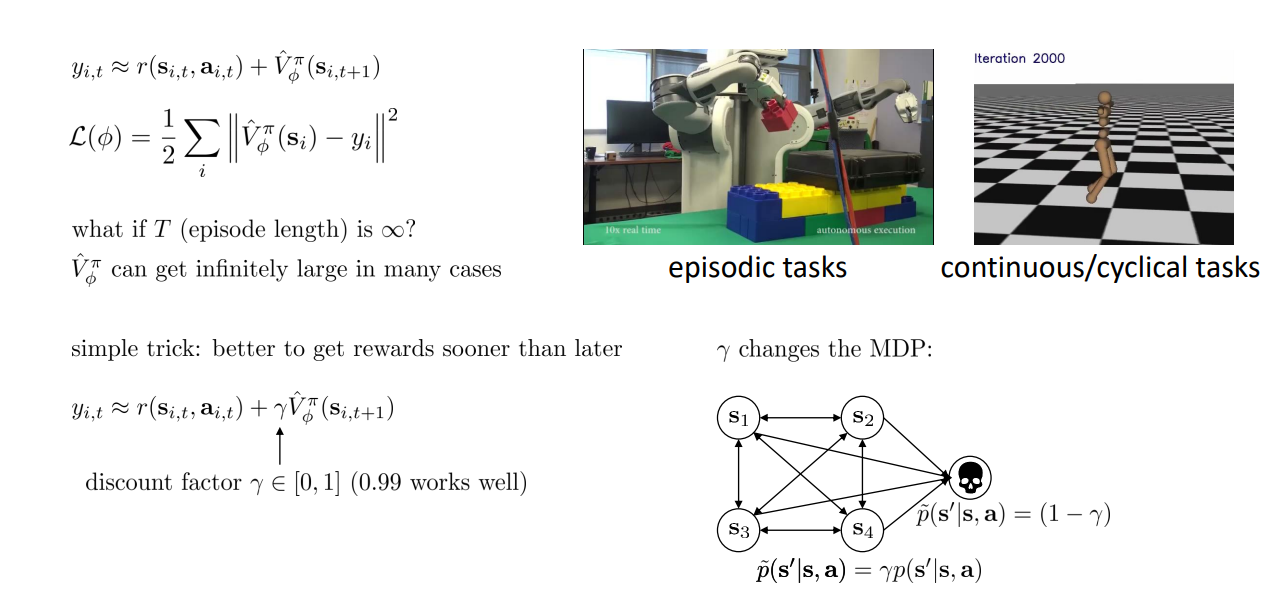 $y_{i,t} \approx r(\mathbf{s}_{i,t}, \mathbf{a}_{i,t}) + \hat{V}^{\pi}_{\phi}(\mathbf{s}_{i,t+1})$
$\mathcal{L}(\phi) = \frac{1}{2} \sum_{i} \left\| \hat{V}^{\pi}_{\phi}(\mathbf{s}_i) - y_i \right\|^2$
what if $T$ (episode length) is $\infty$?
$\hat{V}^{\pi}_{\phi}$ can get infinitely large in many cases
10x real time
autonomous execution
episodic tasks
Iteration 2000
continuous/cyclical tasks
simple trick: better to get rewards sooner than later
$y_{i,t} \approx r(\mathbf{s}_{i,t}, \mathbf{a}_{i,t}) + \gamma \hat{V}^{\pi}_{\phi}(\mathbf{s}_{i,t+1})$
discount factor $\gamma \in [0, 1]$ (0.99 works well)
$\gamma$ changes the MDP:
$\mathbf{s}_1$
$\mathbf{s}_2$
$\mathbf{s}_3$
$\mathbf{s}_4$
$\tilde{p}(\mathbf{s}'|\mathbf{s}, \mathbf{a}) = (1 - \gamma)$
$\tilde{p}(\mathbf{s}'|\mathbf{s}, \mathbf{a}) = \gamma p(\mathbf{s}'|\mathbf{s}, \mathbf{a})$